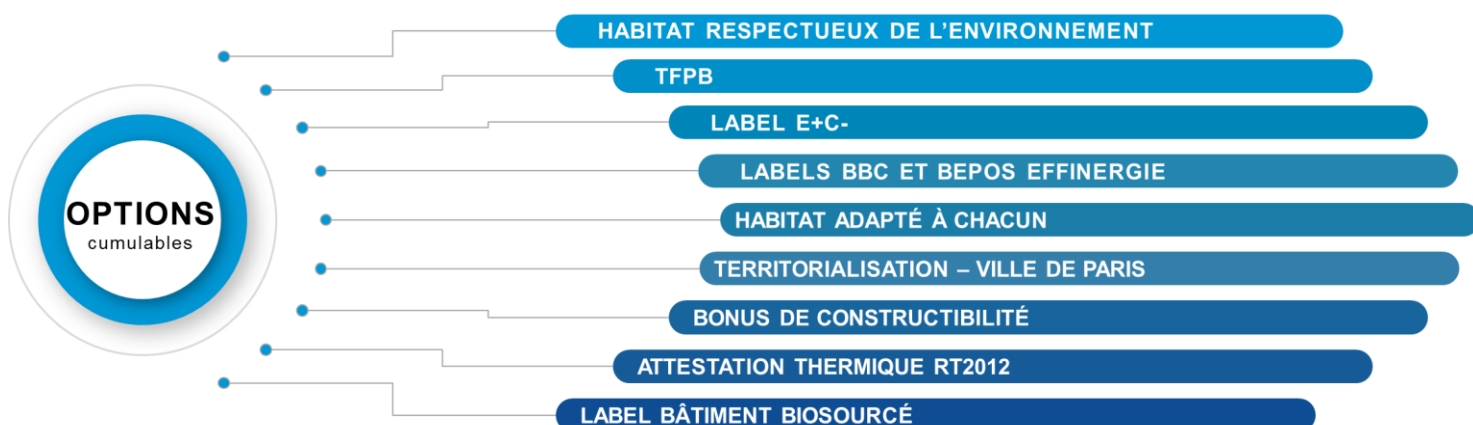 OPTIONS
cumulables
HABITAT RESPECTUEUX DE L'ENVIRONNEMENT
TFPB
LABEL E+C-
LABELS BBC ET BEPOS EFFINERGIE
HABITAT ADAPTÉ À CHACUN
TERRITORIALISATION – VILLE DE PARIS
BONUS DE CONSTRUCTIBILITÉ
ATTESTATION THERMIQUE RT2012
LABEL BÂTIMENT BIOSOURCÉ